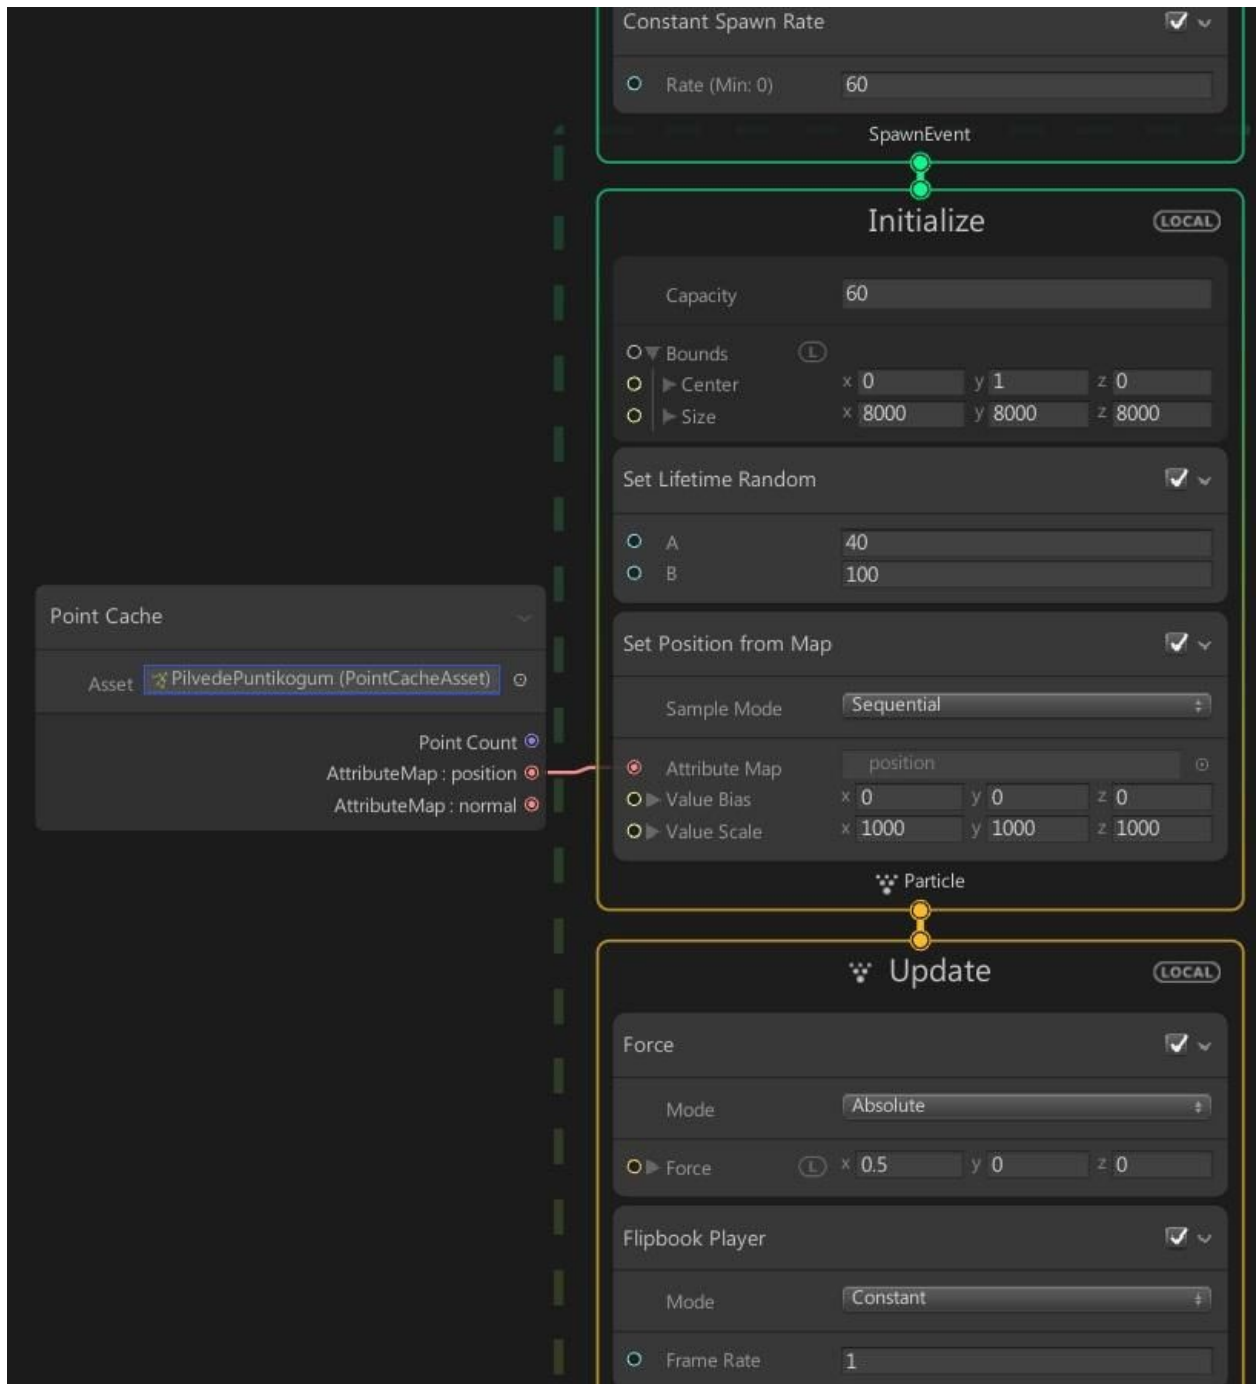 Constant Spawn Rate
Rate (Min: 0) 60
SpawnEvent
Initialize LOCAL
Capacity 60
Bounds L
Center x 0 y 1 z 0
Size x 8000 y 8000 z 8000
Set Lifetime Random
A 40
B 100
Point Cache
Asset PilvedePuntikogum (PointCacheAsset)
Point Count
AttributeMap : position
AttributeMap : normal
Set Position from Map
Sample Mode Sequential
Attribute Map position
Value Bias x 0 y 0 z 0
Value Scale x 1000 y 1000 z 1000
Particle
Update LOCAL
Force
Mode Absolute
Force L x 0.5 y 0 z 0
Flipbook Player
Mode Constant
Frame Rate 1